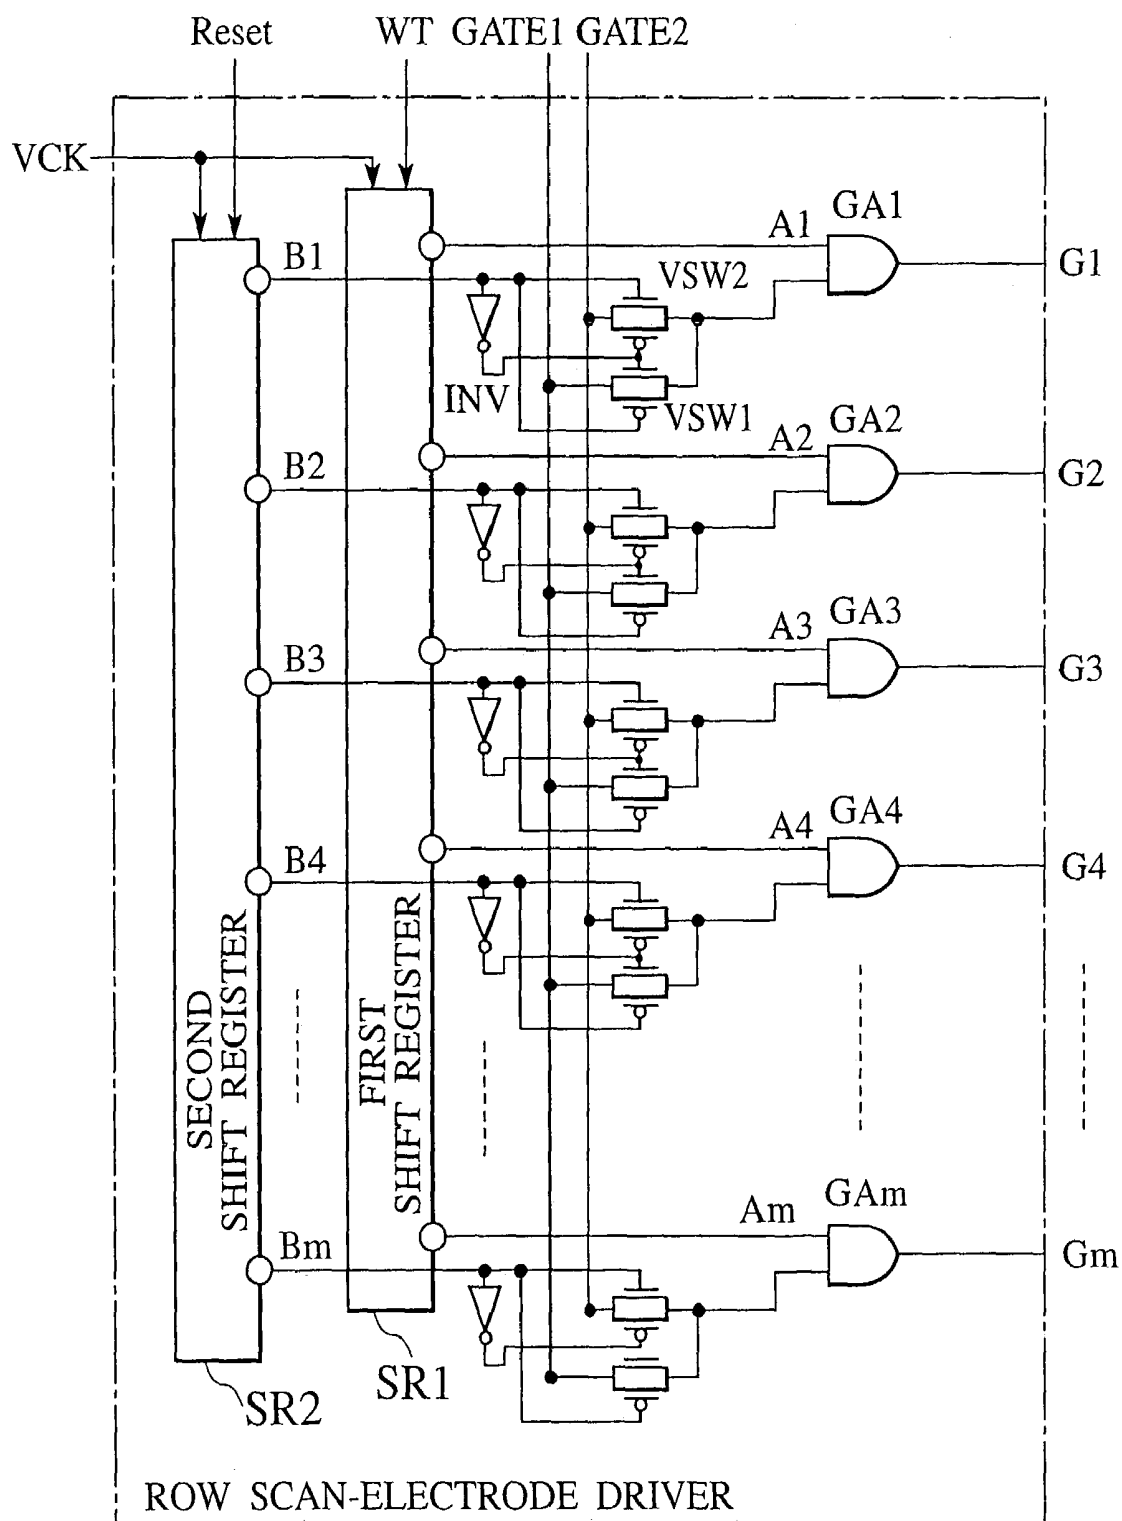 Reset WT GATE1 GATE2
VCK
GA1
A1
G1
B1
VSW2
INV
VSW1
GA2
A2
G2
B2
GA3
A3
G3
B3
GA4
A4
G4
B4
SECOND
SHIFT REGISTER
FIRST
SHIFT REGISTER
GAm
Am
Gm
Bm
SR1
SR2
ROW SCAN-ELECTRODE DRIVER